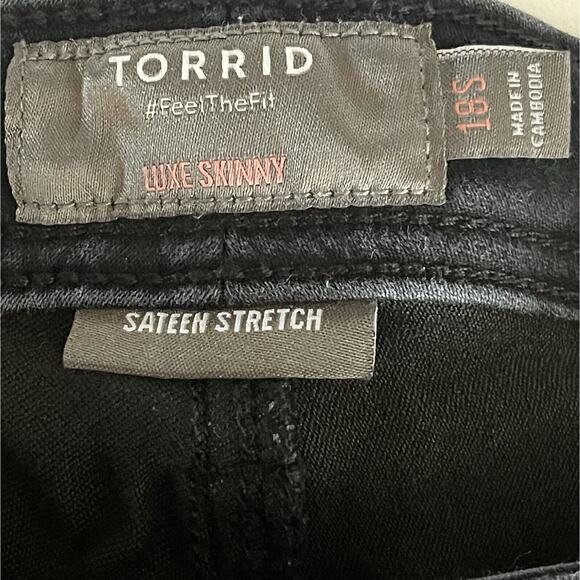 TORRID
#FeelTheFit
LUXE SKINNY
18S
MADE IN
CAMBODIA
SATEEN STRETCH